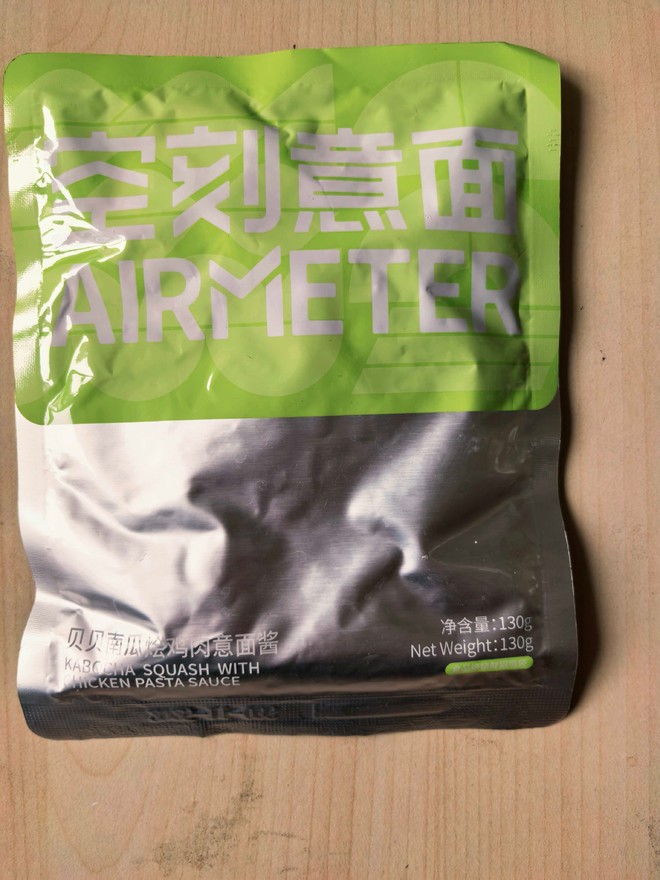 空刻意面
AIRMETER
贝贝南瓜烩鸡肉意面酱
KABOCHA SQUASH WITH
CHICKEN PASTA SAUCE
净含量:130g
Net Weight:130g